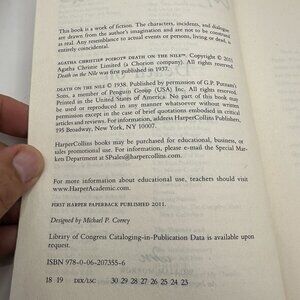 This book is a work of fiction. The characters, incidents, and dialogue
are drawn from the author's imagination and are not to be construed
as real. Any resemblance to actual events or persons, living or dead, is
entirely coincidental.
AGATHA CHRISTIE® POIROT® DEATH ON THE NILE™. Copyright © 2011
Agatha Christie Limited (a Chorion company). All rights reserved.
Death on the Nile was first published in 1937.
DEATH ON THE NILE © 1938. Published by permission of G.P. Putnam's
Sons, a member of Penguin Group (USA) Inc. All rights reserved.
Printed in the United States of America. No part of this book may
be used or reproduced in any manner whatsoever without written
permission except in the case of brief quotations embodied in critical
articles and reviews. For information address HarperCollins Publishers,
195 Broadway, New York, NY 10007.
HarperCollins books may be purchased for educational, business, or
sales promotional use. For information, please e-mail the Special Mar-
kets Department at SPsales@harpercollins.com.
For more information about educational use, teachers should visit
www.HarperAcademic.com.
FIRST HARPER PAPERBACK PUBLISHED 2011.
Designed by Michael P. Correy
Library of Congress Cataloging-in-Publication Data is available upon
request.
ISBN 978-0-06-207355-6
18 19 DIX/LSC 30 29 28 27 26 25 24 23